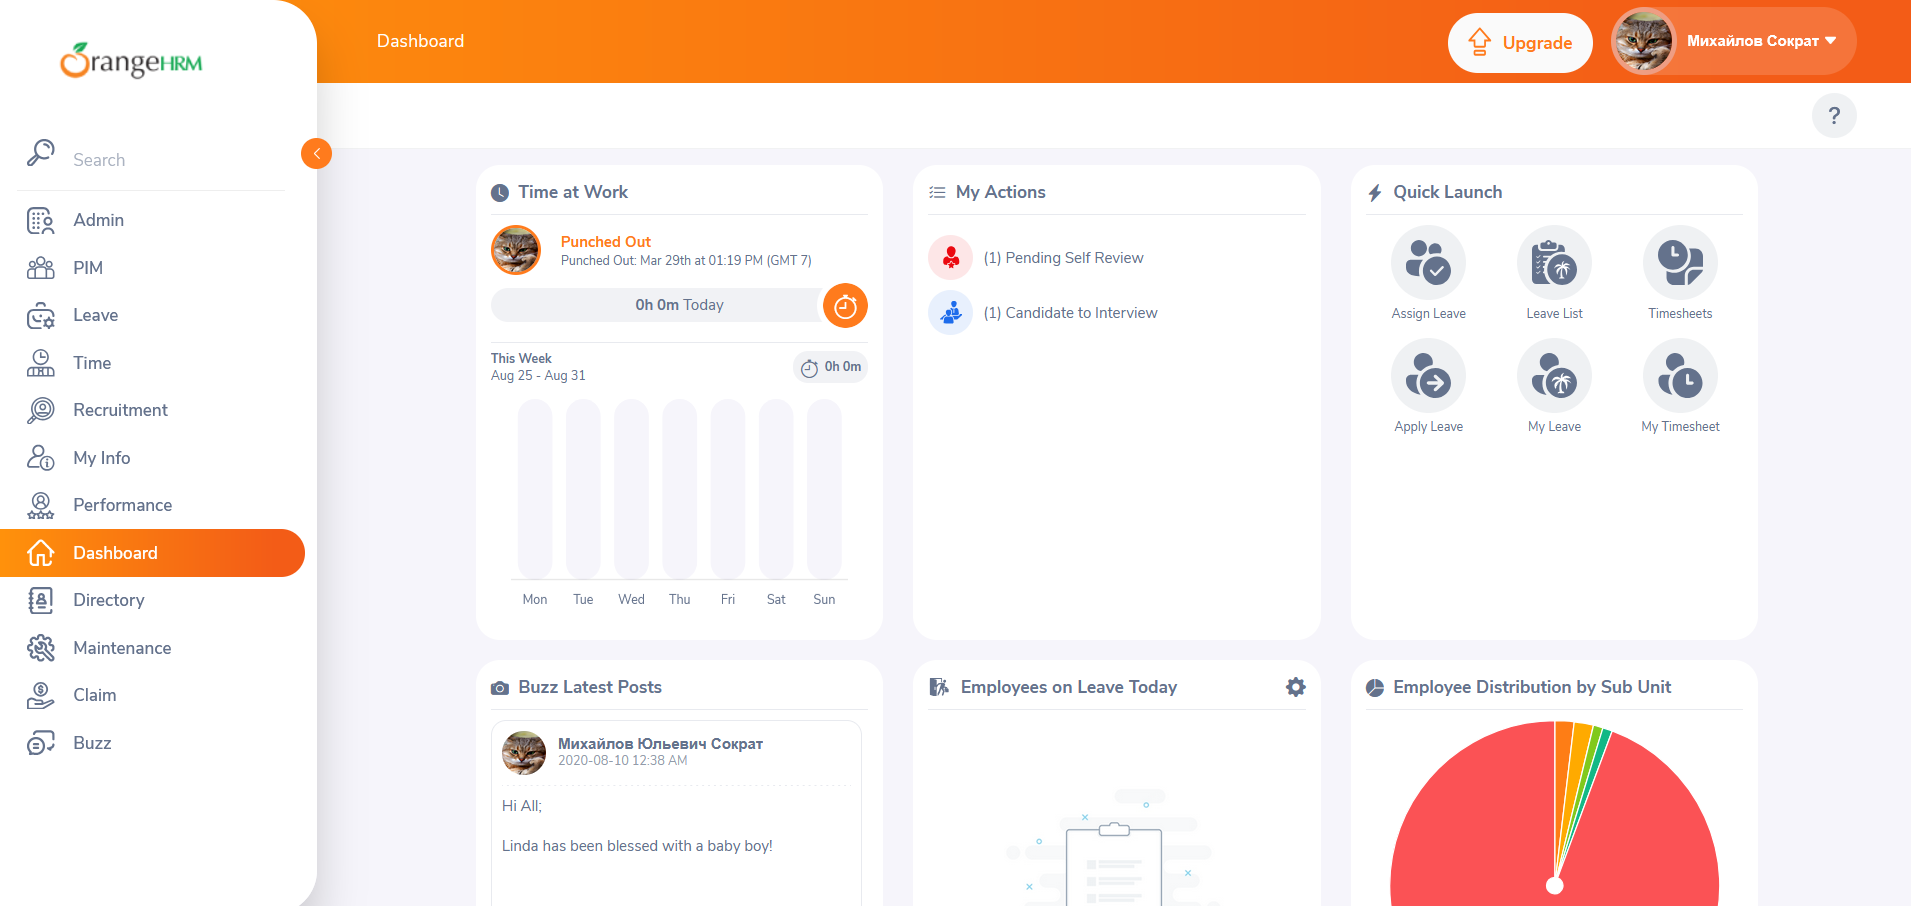 OrangeHRM
Dashboard
Upgrade
Михайлов Сократ
?
Search
Admin
PIM
Leave
Time
Recruitment
My Info
Performance
Dashboard
Directory
Maintenance
Claim
Buzz
Time at Work
Punched Out
Punched Out: Mar 29th at 01:19 PM (GMT 7)
0h 0m Today
This Week
Aug 25 - Aug 31
0h 0m
Mon Tue Wed Thu Fri Sat Sun
My Actions
(1) Pending Self Review
(1) Candidate to Interview
Quick Launch
Assign Leave Leave List Timesheets
Apply Leave My Leave My Timesheet
Buzz Latest Posts
Михайлов Юльевич Сократ
2020-08-10 12:38 AM
Hi All;
Linda has been blessed with a baby boy!
Employees on Leave Today
Employee Distribution by Sub Unit